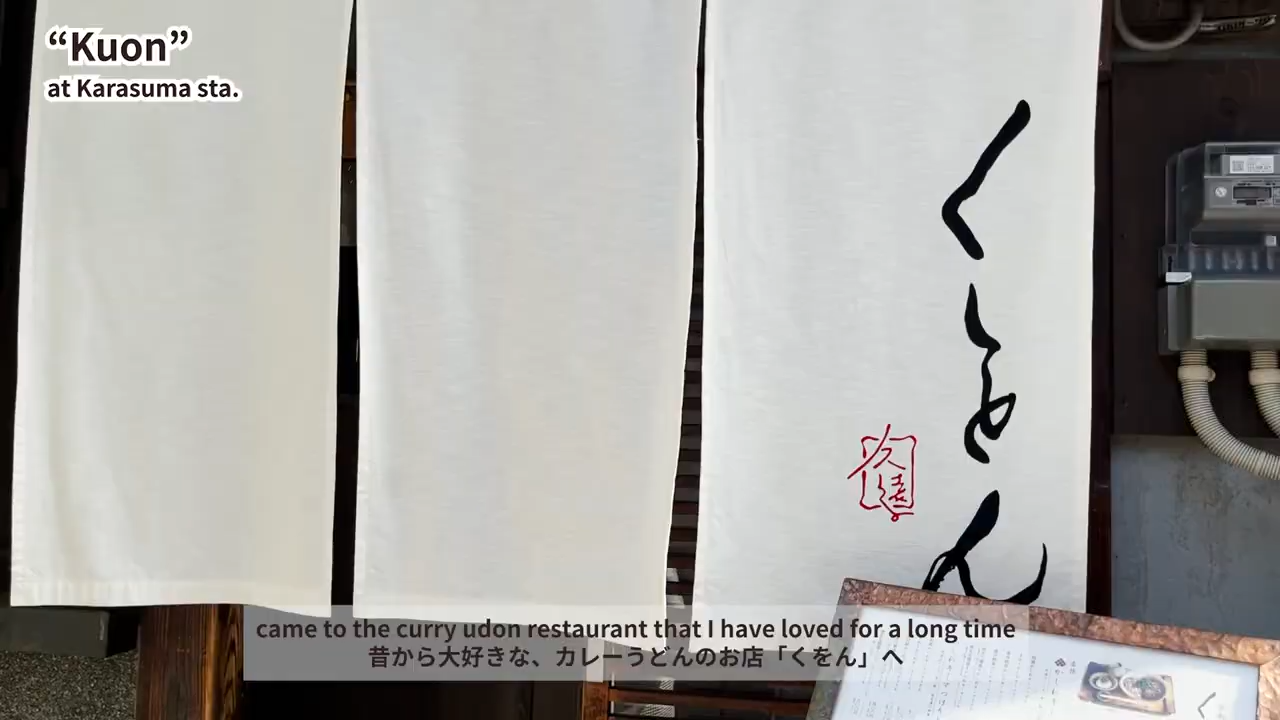 “Kuon”
at Karasuma sta.
くをん
久遠
came to the curry udon restaurant that I have loved for a long time
昔から大好きな、カレーうどんのお店「くをん」へ